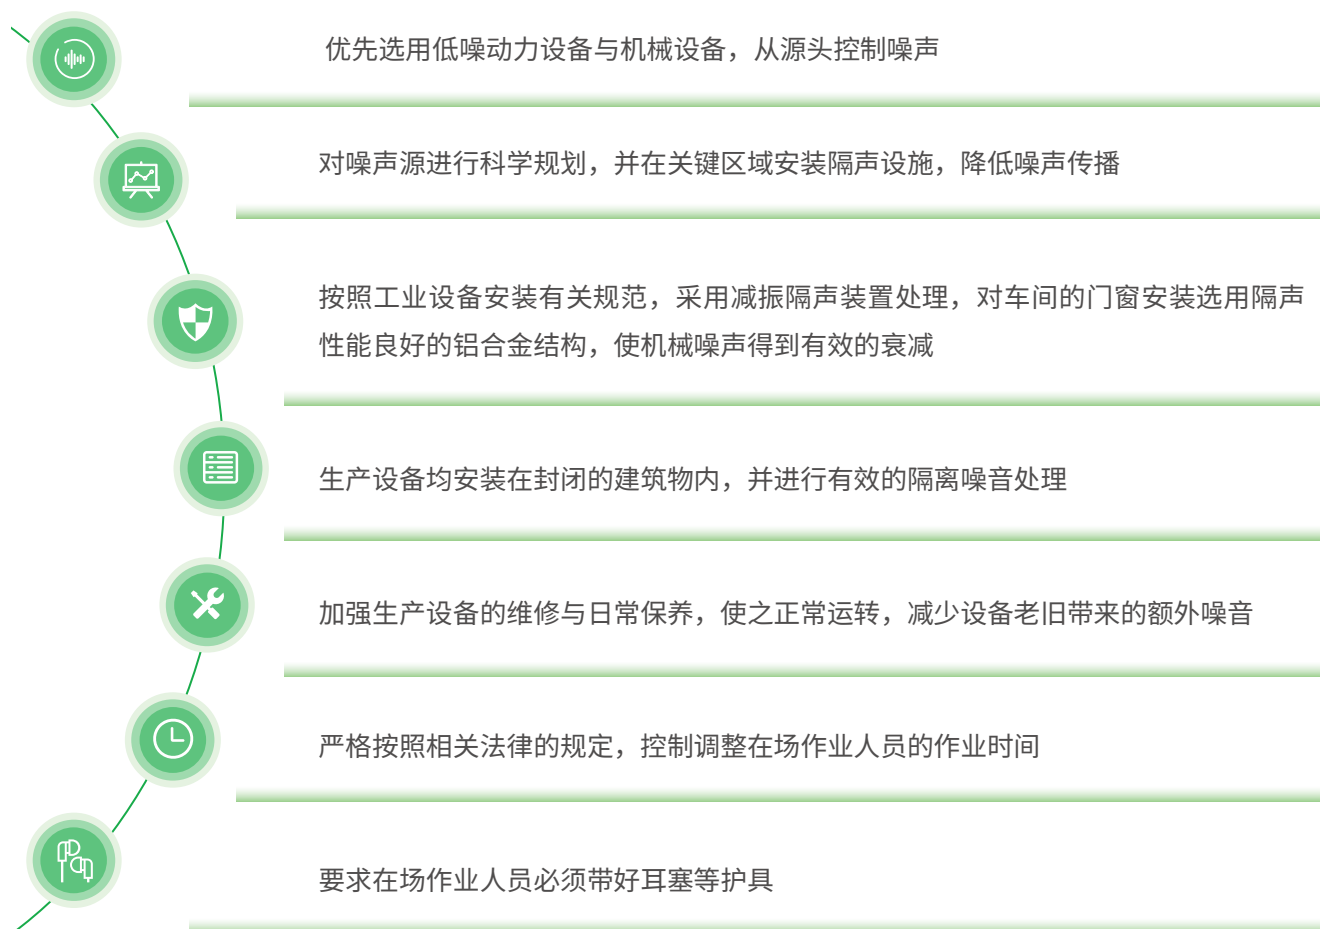 优先选用低噪动力设备与机械设备，从源头控制噪声
对噪声源进行科学规划，并在关键区域安装隔声设施，降低噪声传播
按照工业设备安装有关规范，采用减振隔声装置处理，对车间的门窗安装选用隔声
性能良好的铝合金结构，使机械噪声得到有效的衰减
生产设备均安装在封闭的建筑物内，并进行有效的隔离噪音处理
加强生产设备的维修与日常保养，使之正常运转，减少设备老旧带来的额外噪音
严格按照相关法律的规定，控制调整在场作业人员的作业时间
要求在场作业人员必须带好耳塞等护具